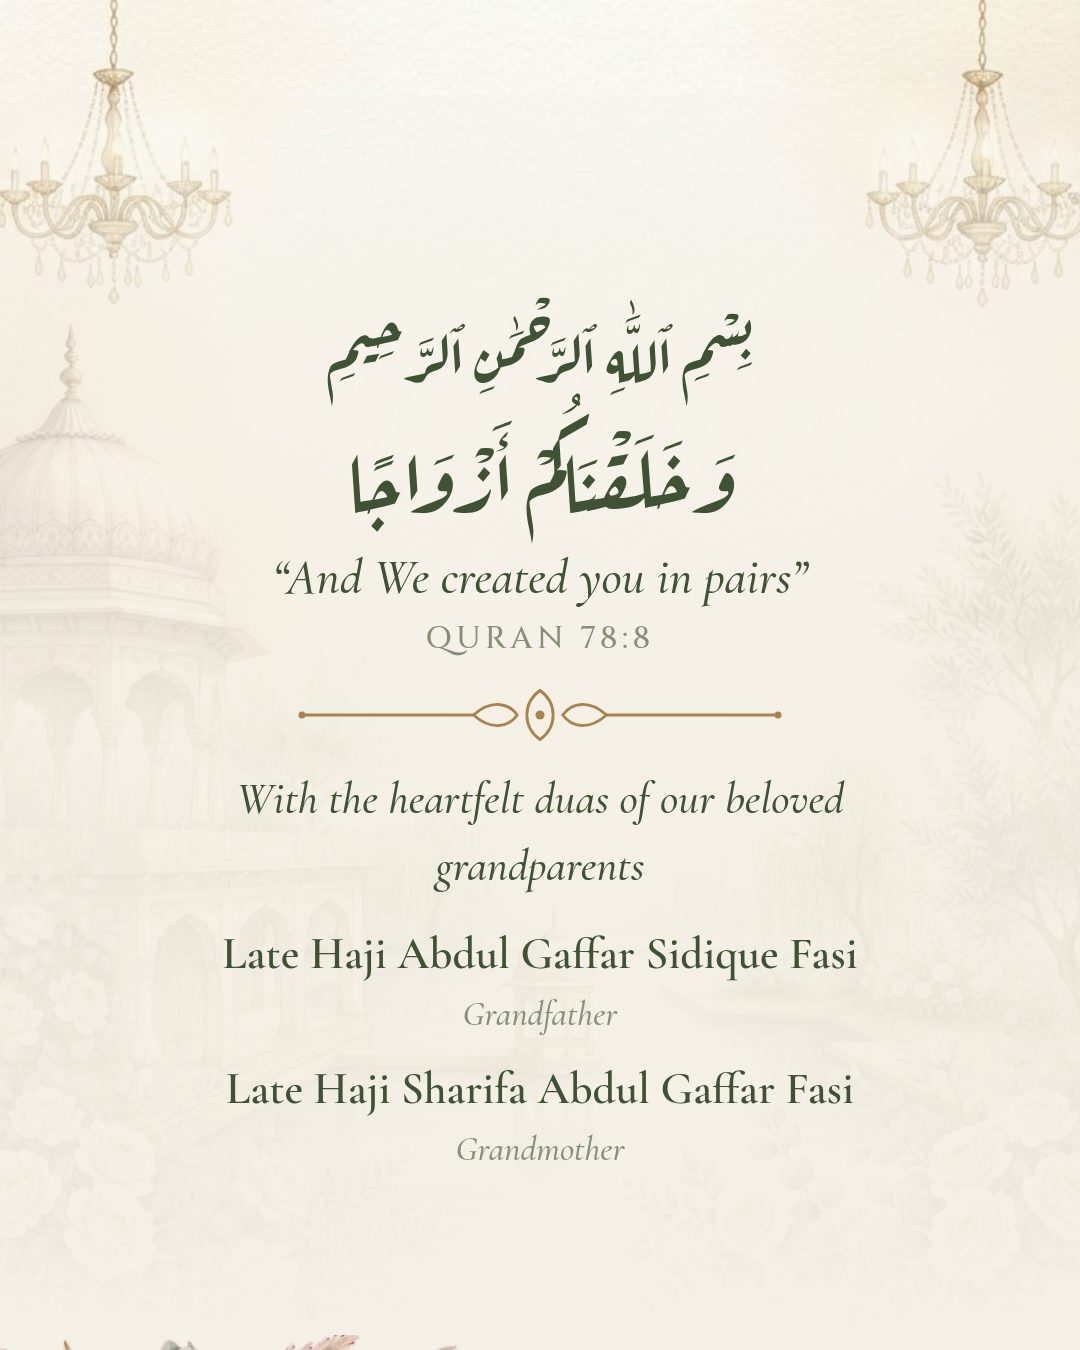 بِسْمِ ٱللَّهِ ٱلرَّحْمَٰنِ ٱلرَّحِيمِ
وَخَلَقْنَاكُمْ أَزْوَاجًا
“And We created you in pairs”
QURAN 78:8
With the heartfelt duas of our beloved
grandparents
Late Haji Abdul Gaffar Sidique Fasi
Grandfather
Late Haji Sharifa Abdul Gaffar Fasi
Grandmother